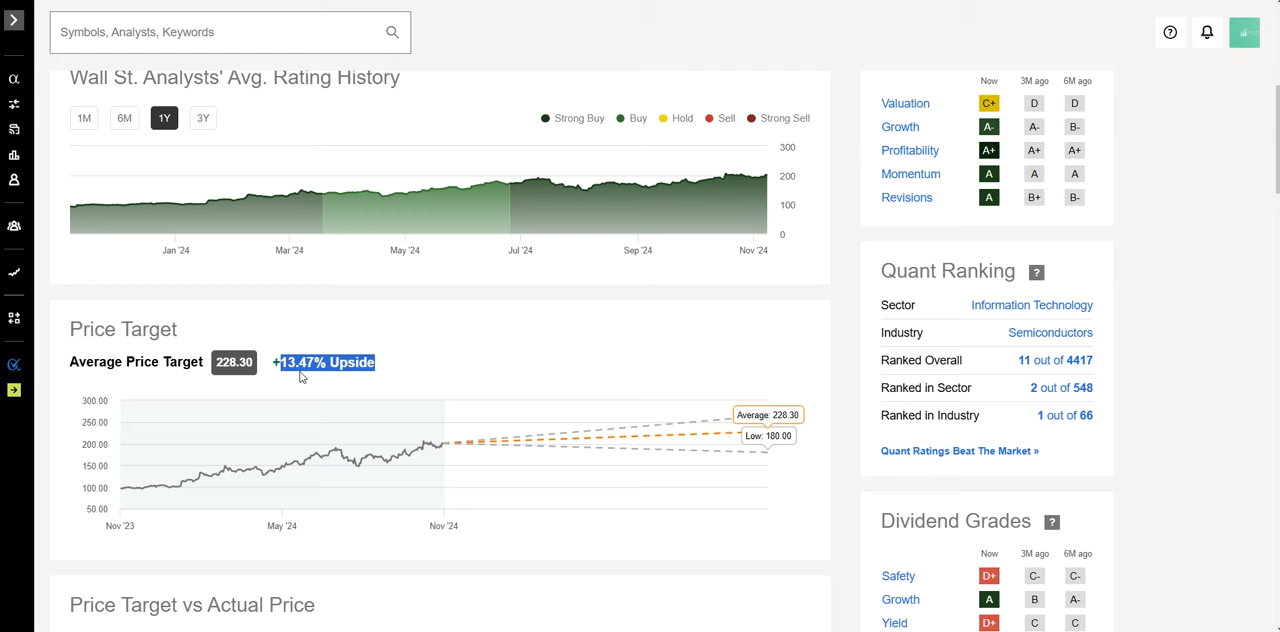 Symbols, Analysts, Keywords
Wall St. Analysts' Avg. Rating History
1M 6M 1Y 3Y
Strong Buy Buy Hold Sell Strong Sell
300
200
100
0
Jan '24 Mar '24 May '24 Jul '24 Sep '24 Nov '24
Price Target
Average Price Target 228.30 +13.47% Upside
300.00
250.00
200.00
150.00
100.00
50.00
Average: 228.30
Low: 180.00
Nov '23 May '24 Nov '24
Price Target vs Actual Price
Now 3M ago 6M ago
Valuation C+ D D
Growth A- A- B-
Profitability A+ A+ A+
Momentum A A A
Revisions A B+ B-
Quant Ranking ?
Sector Information Technology
Industry Semiconductors
Ranked Overall 11 out of 4417
Ranked in Sector 2 out of 548
Ranked in Industry 1 out of 66
Quant Ratings Beat The Market »
Dividend Grades ?
Now 3M ago 6M ago
Safety D+ C- C-
Growth A B A-
Yield D+ C C